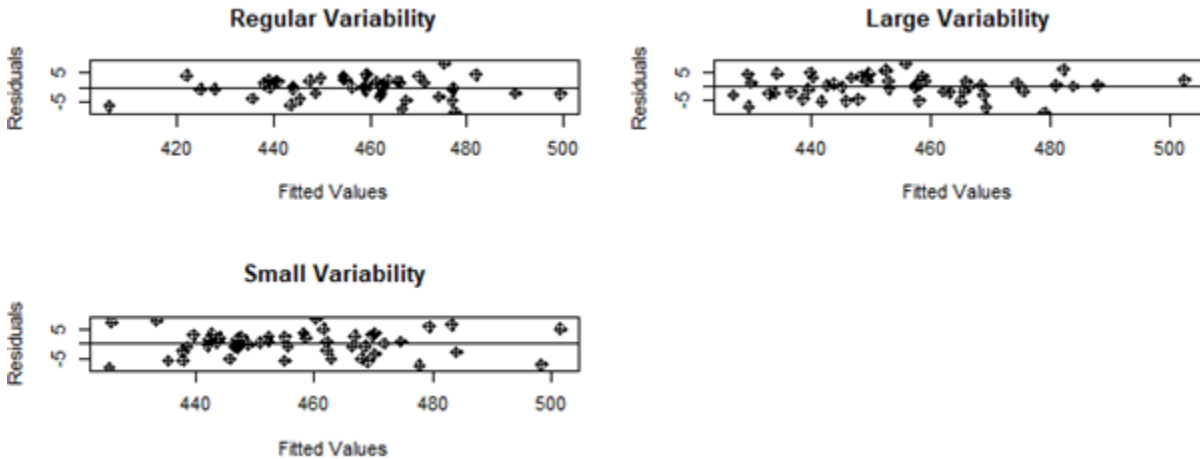 Regular Variability
Residuals
5
-5
420 440 460 480 500
Fitted Values
Large Variability
Residuals
5
-5
440 460 480 500
Fitted Values
Small Variability
Residuals
5
-5
440 460 480 500
Fitted Values